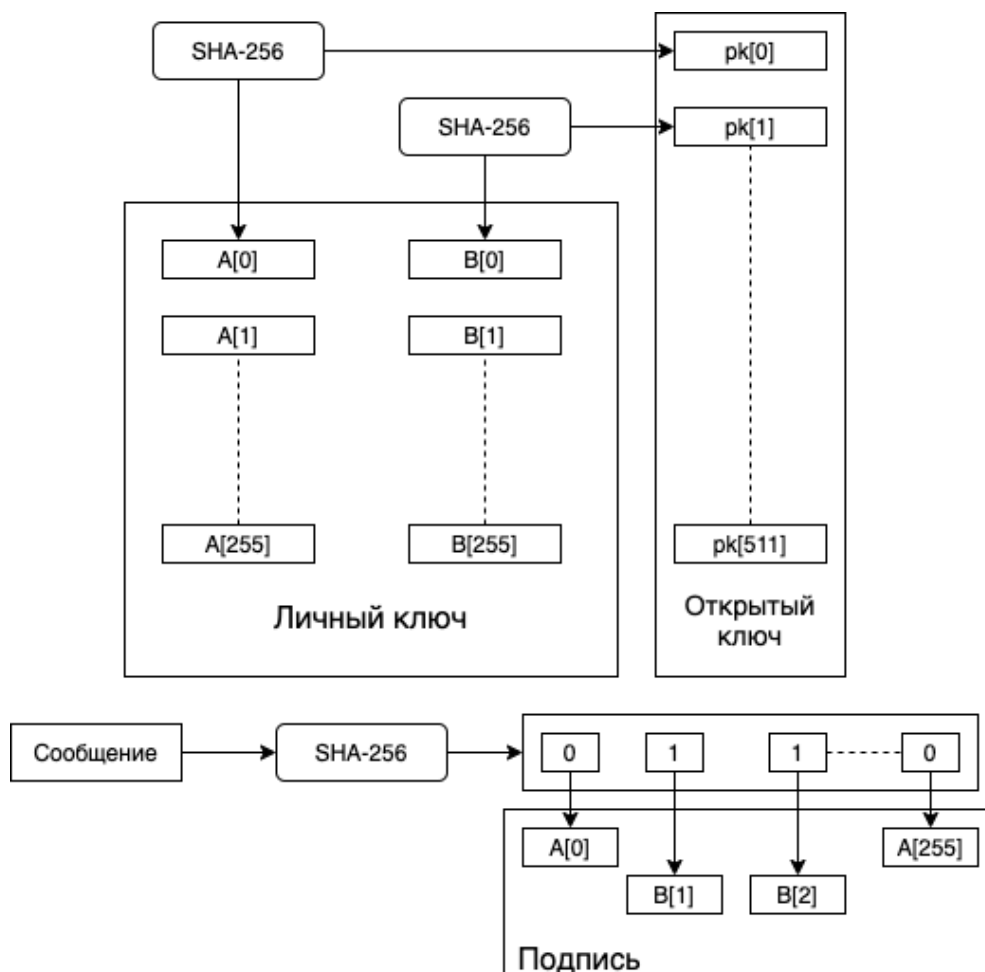 SHA-256
pk[0]
SHA-256
pk[1]
A[0]
B[0]
A[1]
B[1]
A[255]
B[255]
pk[511]
Личный ключ
Открытый
ключ
Сообщение
SHA-256
0
1
1
0
A[0]
A[255]
B[1]
B[2]
Подпись